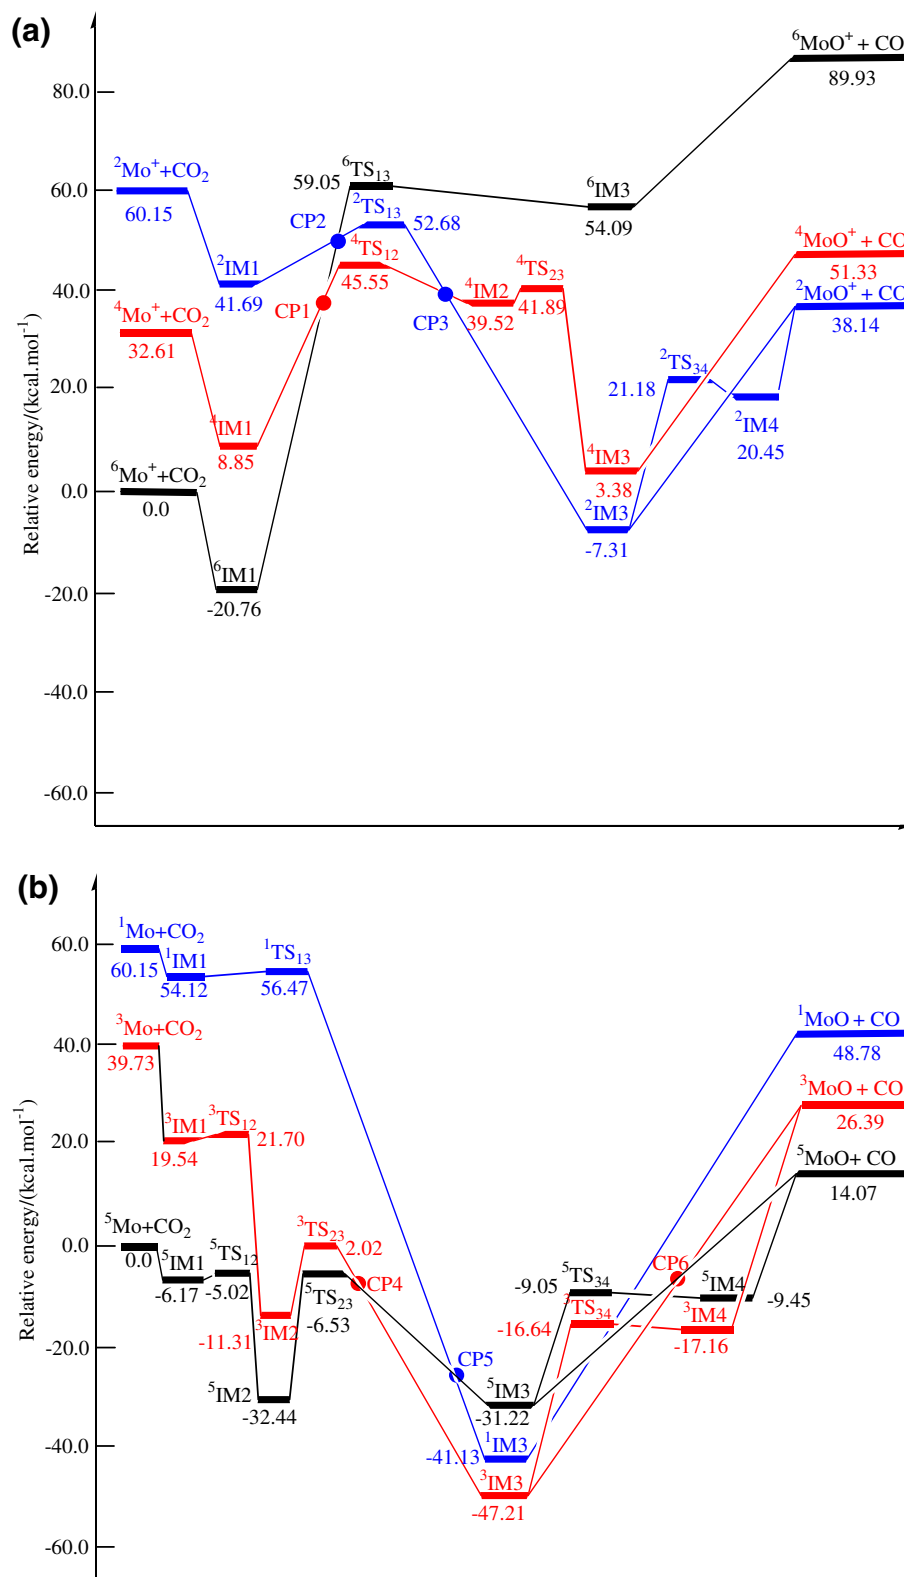 (a)
Relative energy/(kcal.mol⁻¹)
80.0
60.0
40.0
20.0
0.0
-20.0
-40.0
-60.0
⁶MoO⁺ + CO
89.93
²Mo⁺+CO₂
60.15
59.05
⁶TS₁₃
⁶IM3
54.09
²TS₁₃
52.68
CP2
⁴TS₁₂
45.55
²IM1
41.69
CP1
CP3
⁴IM2
39.52
⁴TS₂₃
41.89
⁴MoO⁺ + CO
51.33
²MoO⁺ + CO
38.14
⁴Mo⁺+CO₂
32.61
²TS₃₄
21.18
²IM4
20.45
⁴IM1
8.85
⁴IM3
3.38
⁶Mo⁺+CO₂
0.0
²IM3
-7.31
⁶IM1
-20.76
(b)
Relative energy/(kcal.mol⁻¹)
60.0
40.0
20.0
0.0
-20.0
-40.0
-60.0
¹Mo+CO₂
60.15
¹IM1
54.12
¹TS₁₃
56.47
³Mo+CO₂
39.73
¹MoO + CO
48.78
³IM1
19.54
³TS₁₂
21.70
³MoO + CO
26.39
⁵MoO+ CO
14.07
⁵Mo+CO₂
0.0
⁵IM1
-6.17
⁵TS₁₂
-5.02
³TS₂₃
2.02
CP4
⁵TS₂₃
-6.53
-11.31
³IM2
⁵IM2
-32.44
CP5
CP6
-9.05
⁵TS₃₄
⁵IM4
-9.45
-16.64
³TS₃₄
³IM4
-17.16
⁵IM3
-31.22
¹IM3
-41.13
³IM3
-47.21